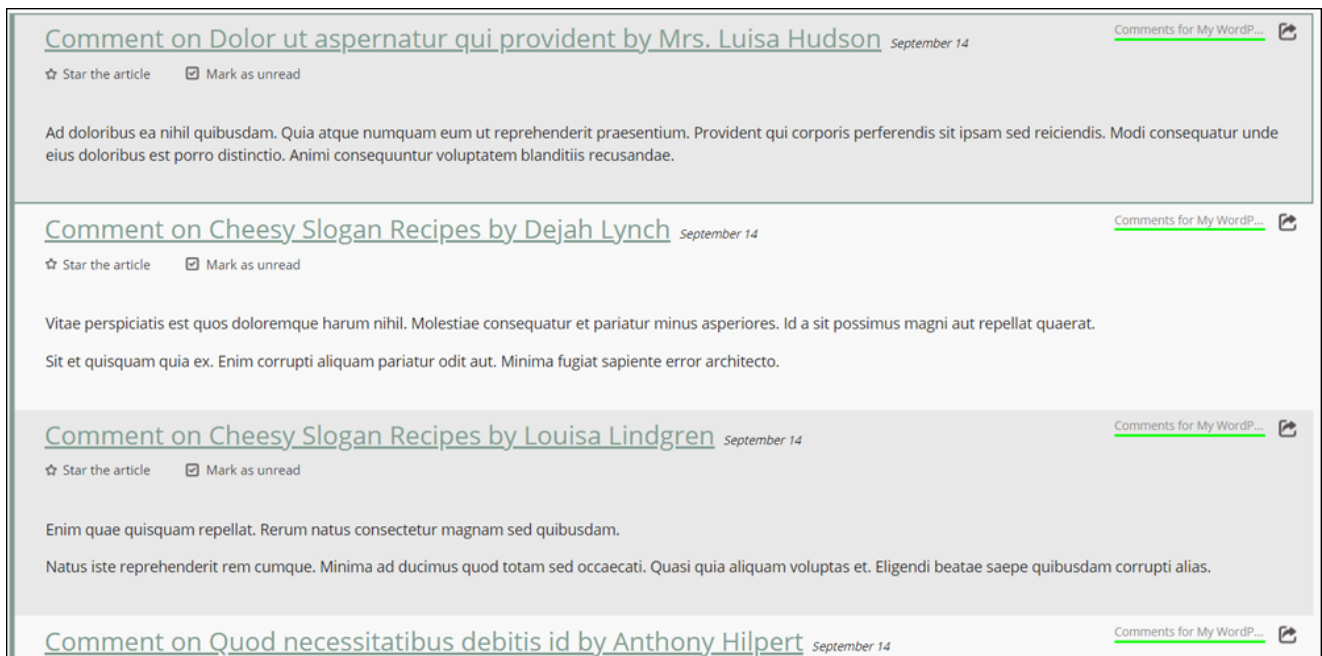 Comment on Dolor ut aspernatur qui provident by Mrs. Luisa Hudson September 14 Comments for My WordP...
Star the article Mark as unread
Ad doloribus ea nihil quibusdam. Quia atque numquam eum ut reprehenderit praesentium. Provident qui corporis perferendis sit ipsam sed reiciendis. Modi consequatur unde
eius doloribus est porro distinctio. Animi consequuntur voluptatem blanditiis recusandae.
Comment on Cheesy Slogan Recipes by Dejah Lynch September 14 Comments for My WordP...
Star the article Mark as unread
Vitae perspiciatis est quos doloremque harum nihil. Molestiae consequatur et pariatur minus asperiores. Id a sit possimus magni aut repellat quaerat.
Sit et quisquam quia ex. Enim corrupti aliquam pariatur odit aut. Minima fugiat sapiente error architecto.
Comment on Cheesy Slogan Recipes by Louisa Lindgren September 14 Comments for My WordP...
Star the article Mark as unread
Enim quae quisquam repellat. Rerum natus consectetur magnam sed quibusdam.
Natus iste reprehenderit rem cumque. Minima ad ducimus quod totam sed occaecati. Quasi quia aliquam voluptas et. Eligendi beatae saepe quibusdam corrupti alias.
Comment on Quod necessitatibus debitis id by Anthony Hilpert September 14 Comments for My WordP...